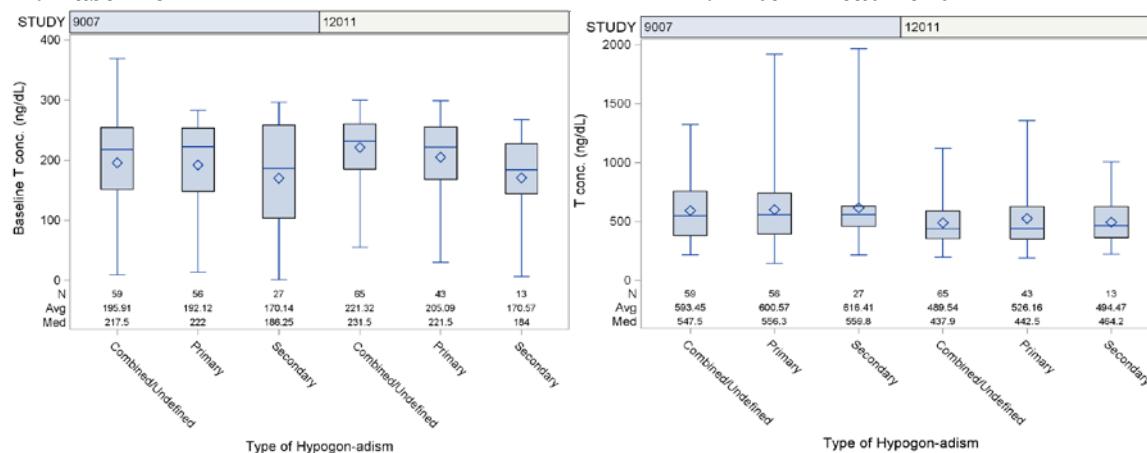 STUDY 9007 12011
Baseline T conc. (ng/dL)
400
300
200
100
0
N 59 56 27 65 43 13
Avg 195.91 192.12 170.14 221.32 205.09 170.57
Med 217.5 222 186.25 231.5 221.5 184
Combined/Undefined Primary Secondary Combined/Undefined Primary Secondary
Type of Hypogon-adism
STUDY 9007 12011
T conc. (ng/dL)
2000
1500
1000
500
0
N 59 56 27 65 43 13
Avg 593.45 600.57 616.41 489.54 526.16 494.47
Med 547.5 556.3 559.8 437.9 442.5 464.2
Combined/Undefined Primary Secondary Combined/Undefined Primary Secondary
Type of Hypogon-adism